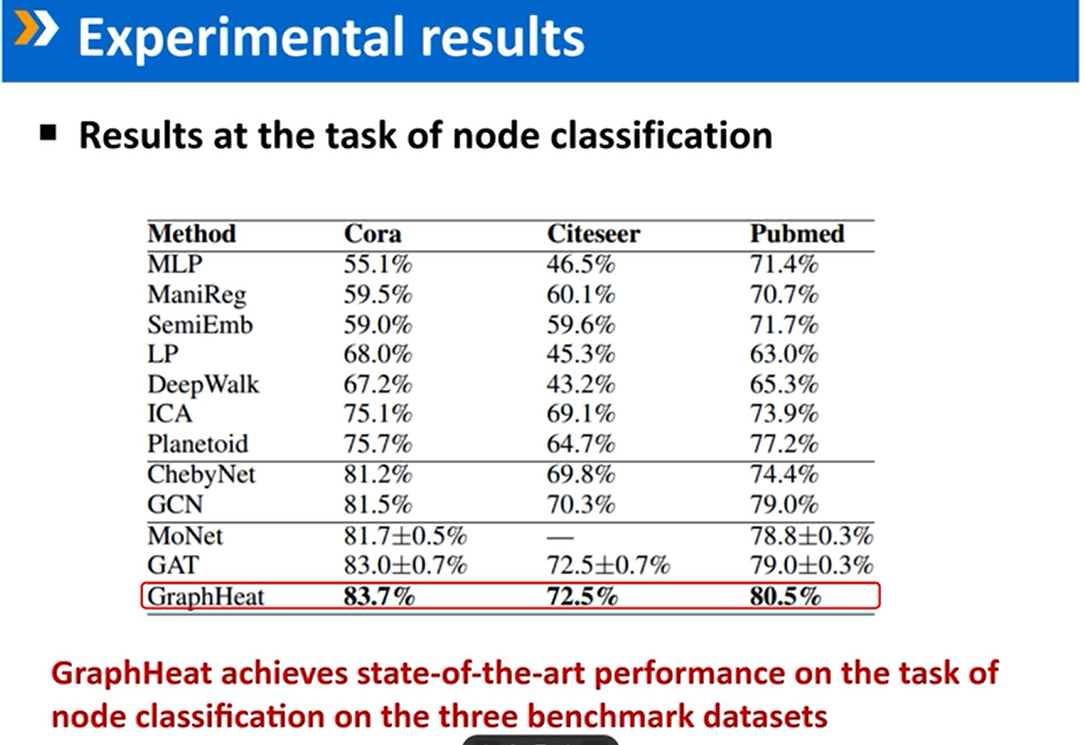 Experimental results
Results at the task of node classification
Method Cora Citeseer Pubmed
MLP 55.1% 46.5% 71.4%
ManiReg 59.5% 60.1% 70.7%
SemiEmb 59.0% 59.6% 71.7%
LP 68.0% 45.3% 63.0%
DeepWalk 67.2% 43.2% 65.3%
ICA 75.1% 69.1% 73.9%
Planetoid 75.7% 64.7% 77.2%
ChebyNet 81.2% 69.8% 74.4%
GCN 81.5% 70.3% 79.0%
MoNet 81.7±0.5% — 78.8±0.3%
GAT 83.0±0.7% 72.5±0.7% 79.0±0.3%
GraphHeat 83.7% 72.5% 80.5%
GraphHeat achieves state-of-the-art performance on the task of
node classification on the three benchmark datasets